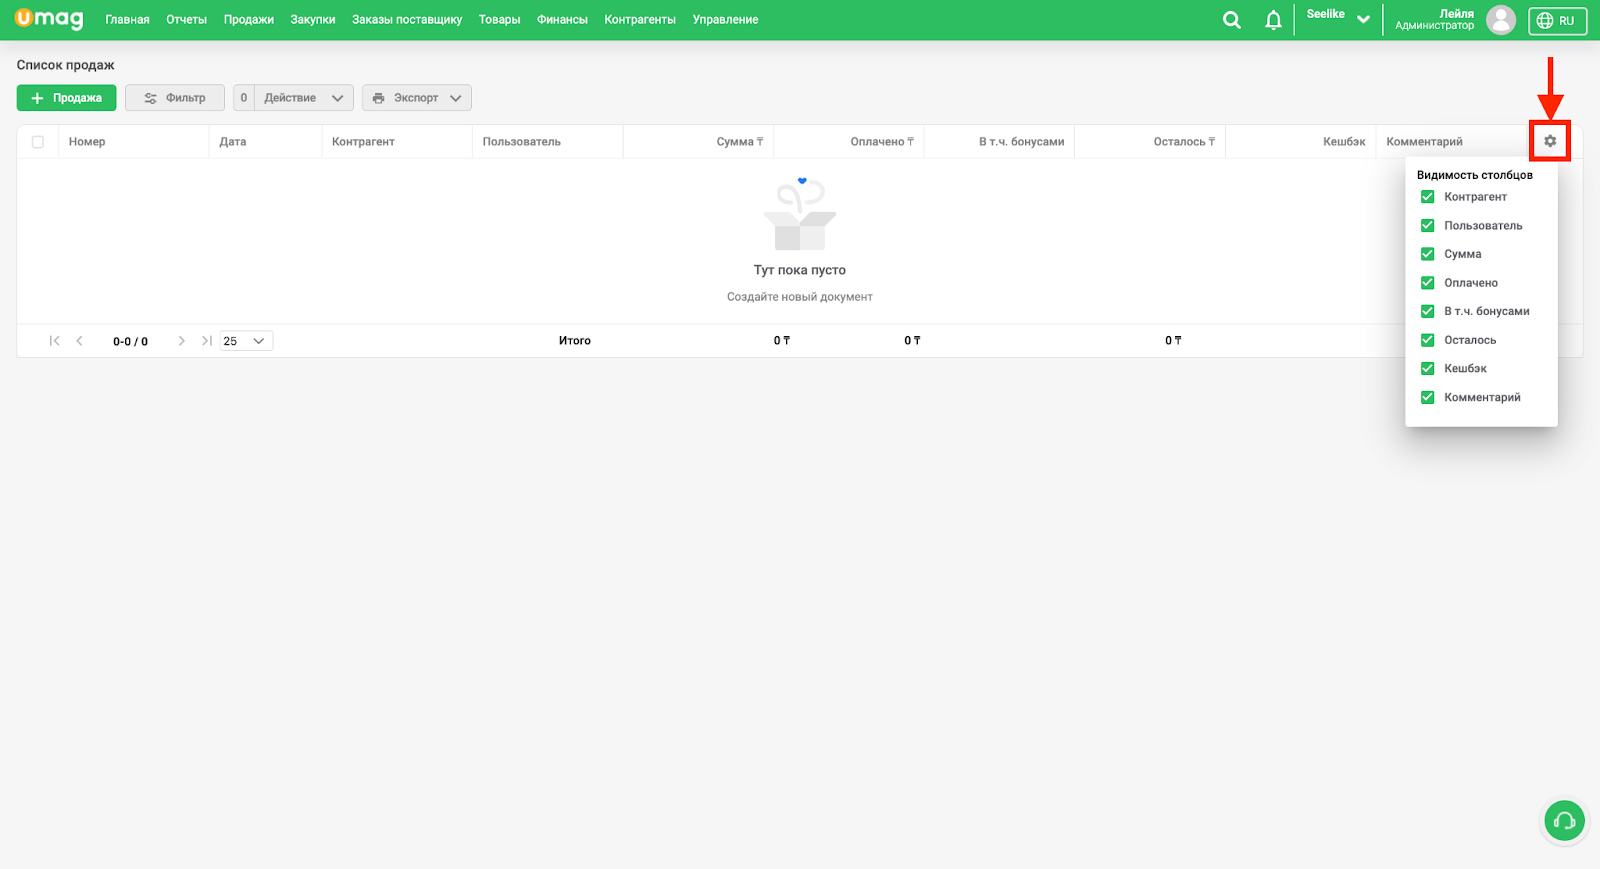 umag Главная Отчеты Продажи Закупки Заказы поставщику Товары Финансы Контрагенты Управление Seelike Лейля RU
Администратор
Список продаж
Продажа Фильтр 0 Действие Экспорт
Номер Дата Контрагент Пользователь Сумма ₸ Оплачено ₸ В т.ч. бонусами Осталось ₸ Кешбэк Комментарий
Видимость столбцов
Контрагент
Пользователь
Сумма
Оплачено
В т.ч. бонусами
Осталось
Кешбэк
Комментарий
Тут пока пусто
Создайте новый документ
0-0 / 0 25 Итого 0 ₸ 0 ₸ 0 ₸